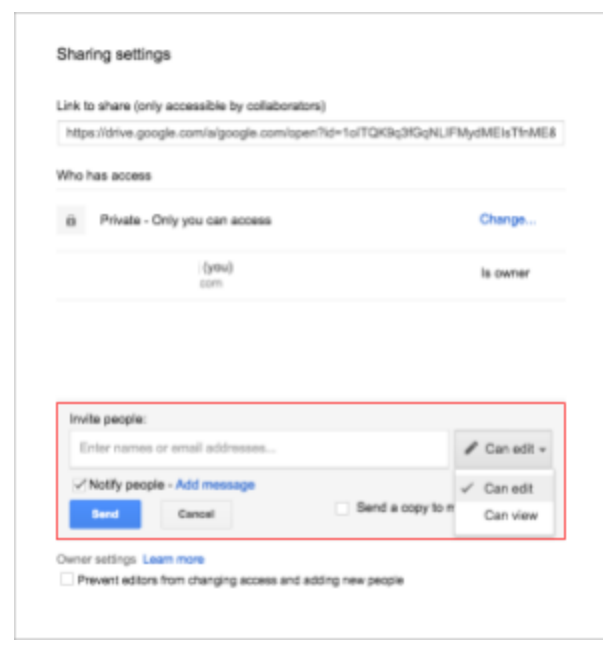 Sharing settings
Link to share (only accessible by collaborators)
Who has access
Private - Only you can access Change...
(you) Is owner
com
Invite people:
Enter names or email addresses... Can edit
Notify people - Add message Can edit
Send Cancel Send a copy to m Can view
Owner settings Learn more
Prevent editors from changing access and adding new people